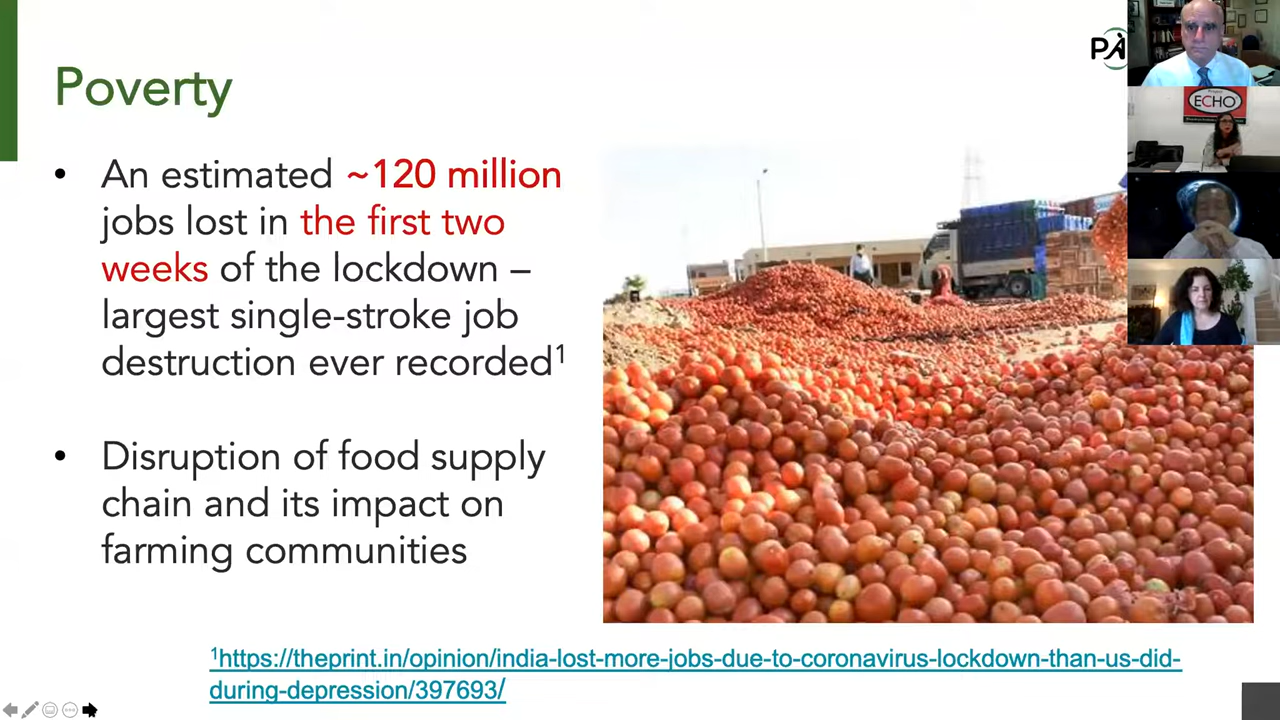 Poverty
• An estimated ~120 million
jobs lost in the first two
weeks of the lockdown –
largest single-stroke job
destruction ever recorded¹
• Disruption of food supply
chain and its impact on
farming communities
¹https://theprint.in/opinion/india-lost-more-jobs-due-to-coronavirus-lockdown-than-us-did-
during-depression/397693/
ECHO